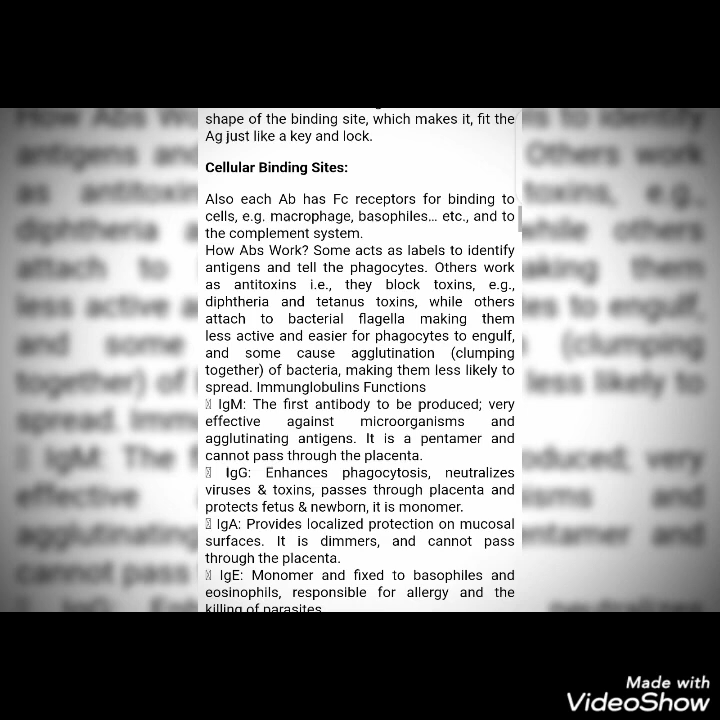 shape of the binding site, which makes it, fit the
Ag just like a key and lock.
Cellular Binding Sites:
Also each Ab has Fc receptors for binding to
cells, e.g. macrophage, basophiles... etc., and to
the complement system.
How Abs Work? Some acts as labels to identify
antigens and tell the phagocytes. Others work
as antitoxins i.e., they block toxins, e.g.,
diphtheria and tetanus toxins, while others
attach to bacterial flagella making them
less active and easier for phagocytes to engulf,
and some cause agglutination (clumping
together) of bacteria, making them less likely to
spread. Immunglobulins Functions
IgM: The first antibody to be produced; very
effective against microorganisms and
agglutinating antigens. It is a pentamer and
cannot pass through the placenta.
IgG: Enhances phagocytosis, neutralizes
viruses & toxins, passes through placenta and
protects fetus & newborn, it is monomer.
IgA: Provides localized protection on mucosal
surfaces. It is dimmers, and cannot pass
through the placenta.
IgE: Monomer and fixed to basophiles and
eosinophils, responsible for allergy and the
killing of parasites
Made with
VideoShow